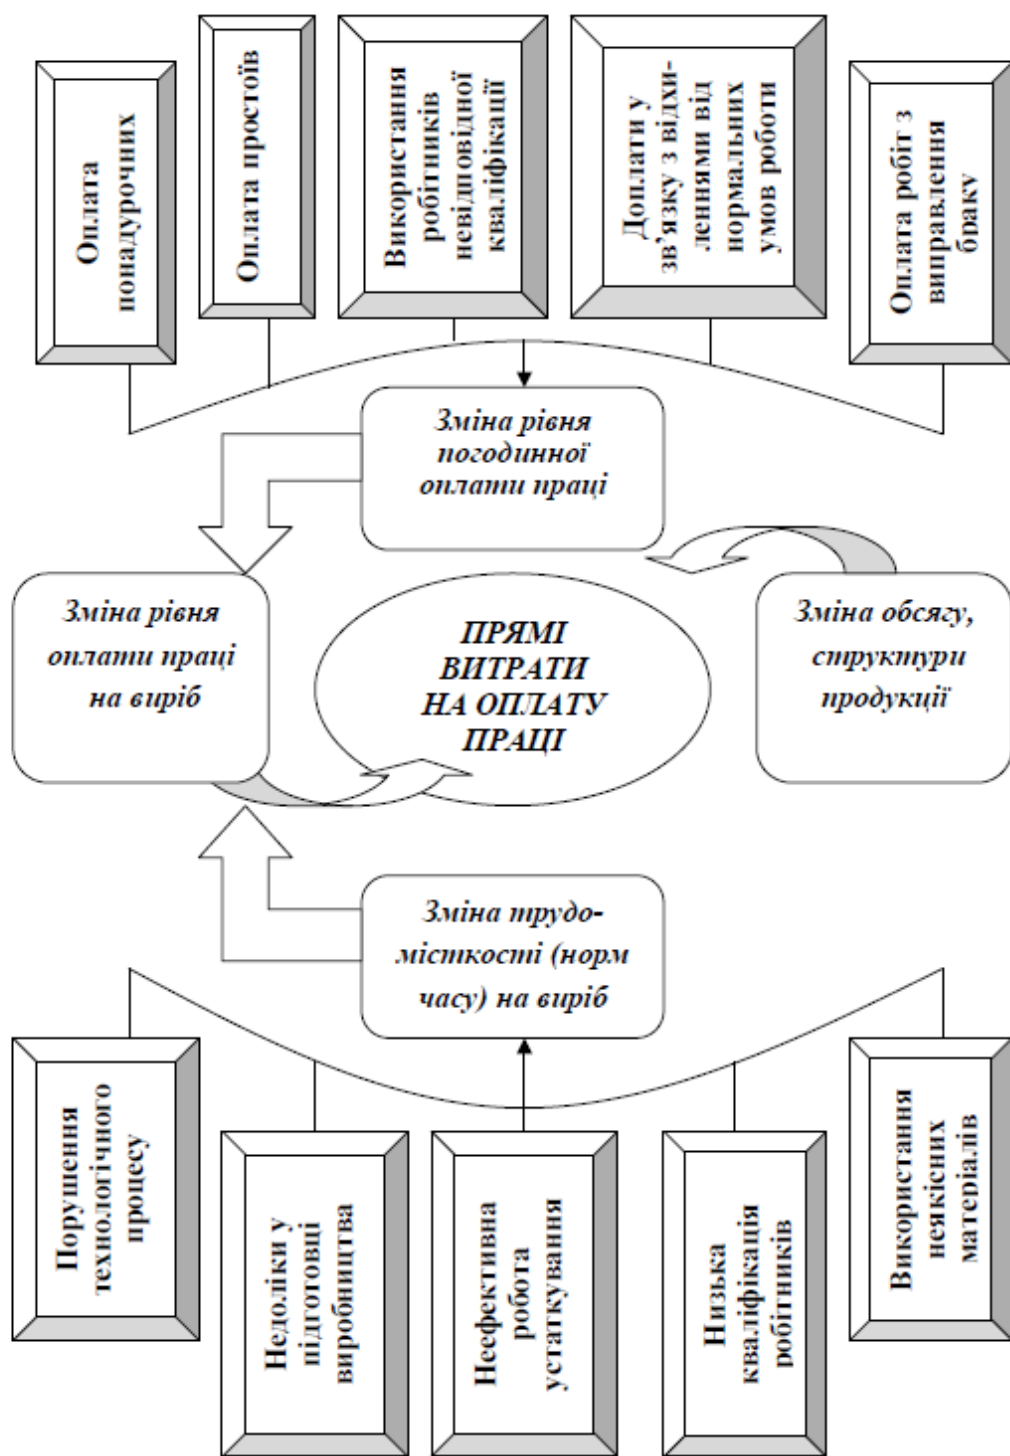 Оплата
понадурочних
Оплата простоїв
Використання
робітників
невідповідної
кваліфікації
Доплати у
зв’язку з відхи-
леннями від
нормальних
умов роботи
Оплата робіт з
виправлення
браку
Зміна рівня
погодинної
оплати праці
Зміна рівня
оплати праці
на виріб
ПРЯМІ
ВИТРАТИ
НА ОПЛАТУ
ПРАЦІ
Зміна обсягу,
структури
продукції
Зміна трудо-
місткості (норм
часу) на виріб
Порушення
технологічного
процесу
Недоліки у
підготовці
виробництва
Неефективна
робота
устаткування
Низька
кваліфікація
робітників
Використання
неякісних
матеріалів